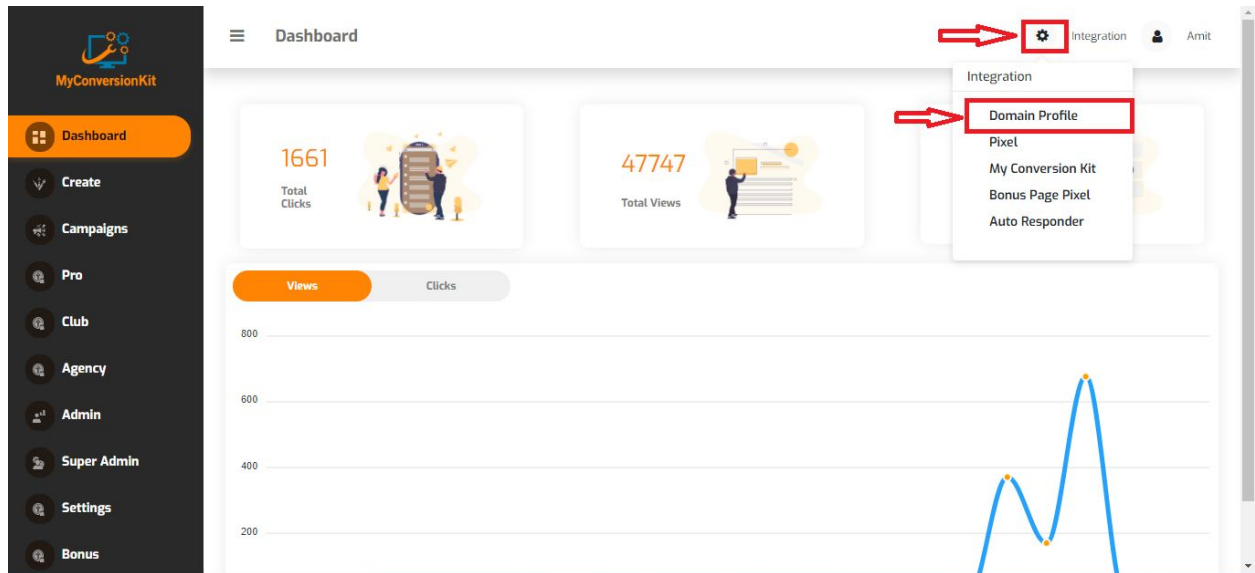 MyConversionKit
Dashboard
Create
Campaigns
Pro
Club
Agency
Admin
Super Admin
Settings
Bonus
Dashboard
Integration
Amit
Integration
Domain Profile
Pixel
My Conversion Kit
Bonus Page Pixel
Auto Responder
1661
Total
Clicks
47747
Total Views
Views
Clicks
800
600
400
200